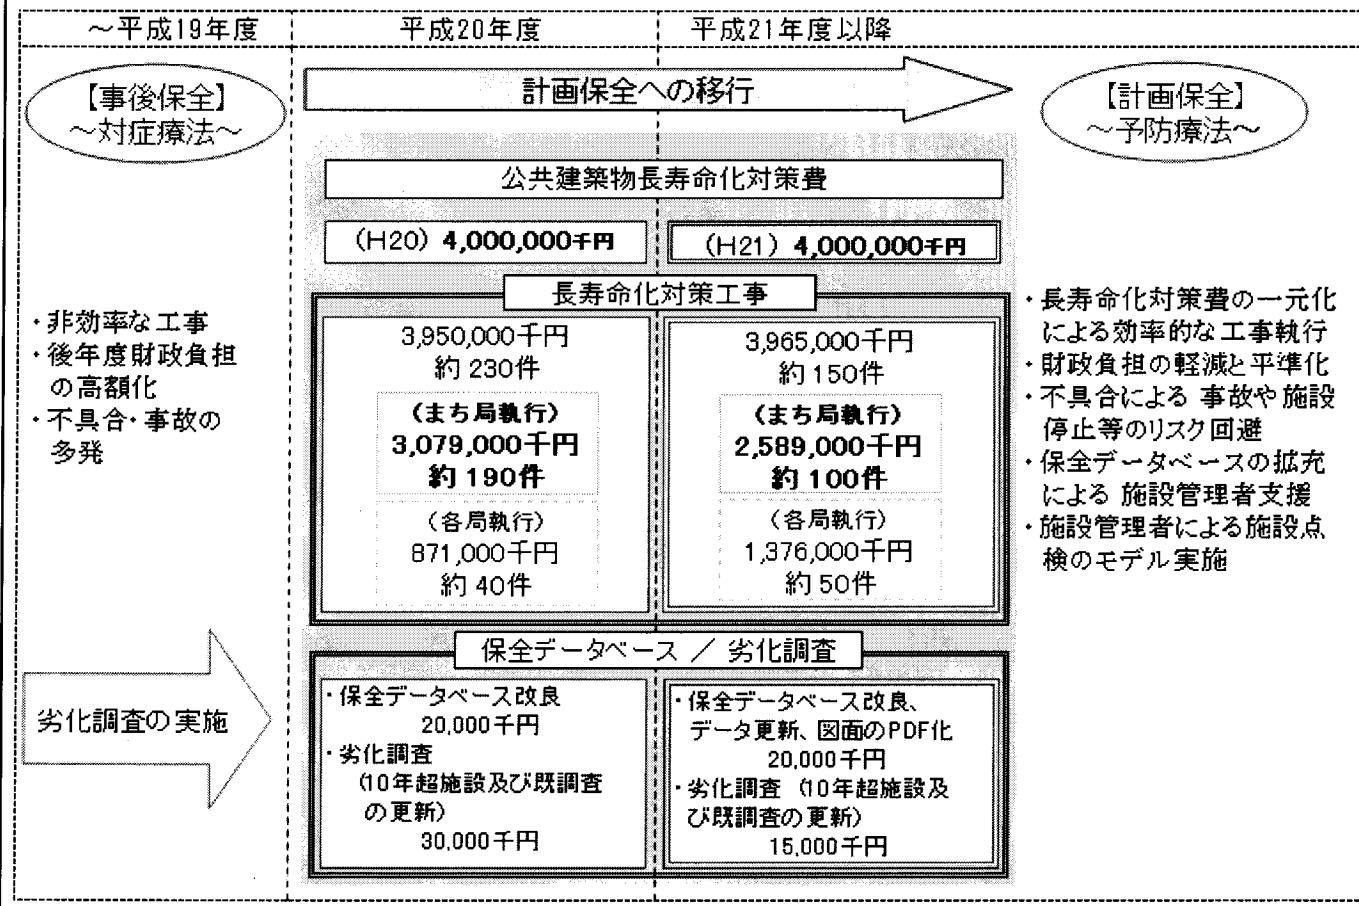 ～平成19年度
平成20年度
平成21年度以降
【事後保全】
～対症療法～
計画保全への移行
【計画保全】
～予防療法～
公共建築物長寿命化対策費
（H20）4,000,000千円
（H21）4,000,000千円
長寿命化対策工事
・非効率な工事
・後年度財政負担
の高額化
・不具合・事故の
多発
3,950,000千円
約230件
（まち局執行）
3,079,000千円
約190件
（各局執行）
871,000千円
約40件
3,965,000千円
約150件
（まち局執行）
2,589,000千円
約100件
（各局執行）
1,376,000千円
約50件
・長寿命化対策費の一元化
による効率的な工事執行
・財政負担の軽減と平準化
・不具合による 事故や施設
停止等のリスク回避
・保全データベースの拡充
による 施設管理者支援
・施設管理者による施設点
検のモデル実施
劣化調査の実施
保全データベース ／ 劣化調査
・保全データベース改良
20,000千円
・劣化調査
（10年超施設及び既調査
の更新）
30,000千円
・保全データベース改良、
データ更新、図面のPDF化
20,000千円
・劣化調査（10年超施設及
び既調査の更新）
15,000千円